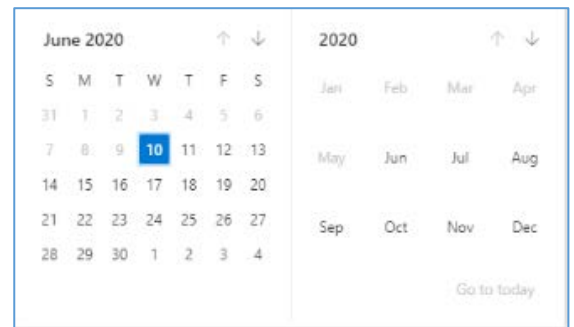 June 2020
S M T W T F S
31 1 2 3 4 5 6
7 8 9 10 11 12 13
14 15 16 17 18 19 20
21 22 23 24 25 26 27
28 29 30 1 2 3 4
2020
Jan Feb Mar Apr
May Jun Jul Aug
Sep Oct Nov Dec
Go to today